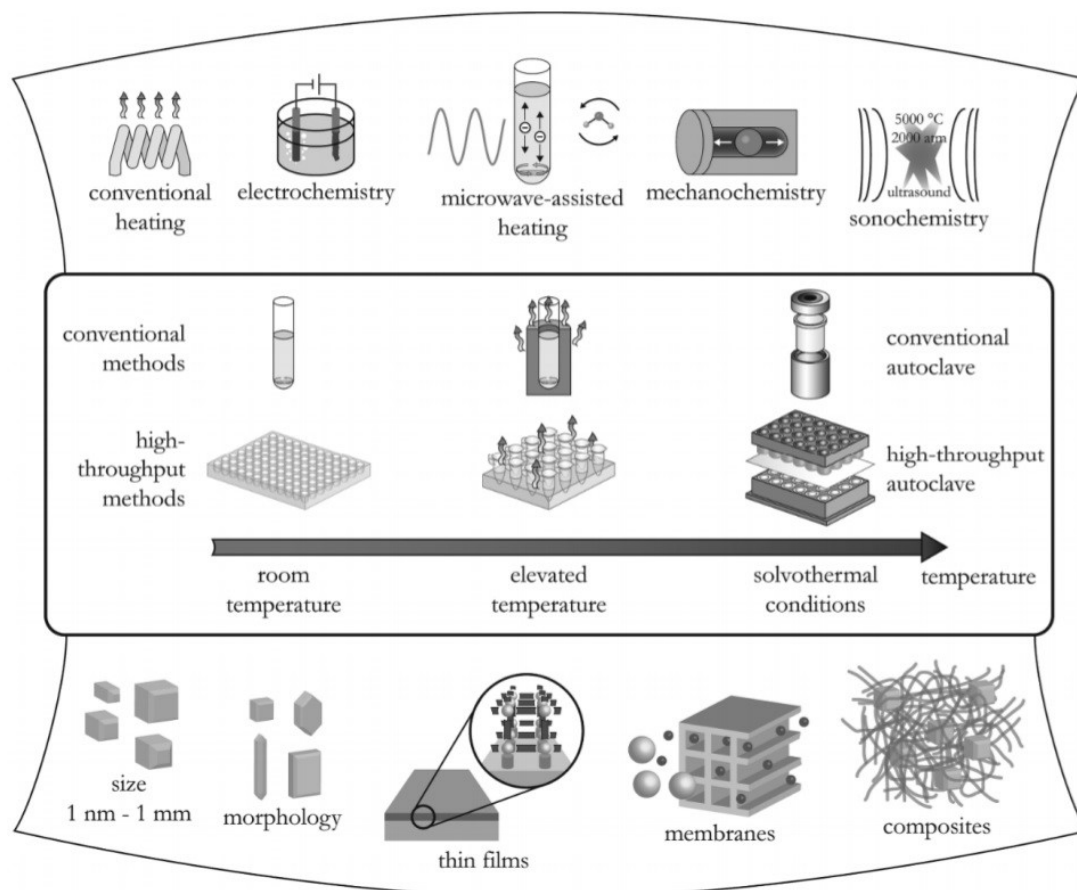 conventional
heating
electrochemistry
microwave-assisted
heating
mechanochemistry
5000 °C
2000 atm
ultrasound
sonochemistry
conventional
methods
conventional
autoclave
high-
throughput
methods
high-throughput
autoclave
room
temperature
elevated
temperature
solvothermal
conditions
temperature
size
1 nm - 1 mm
morphology
thin films
membranes
composites